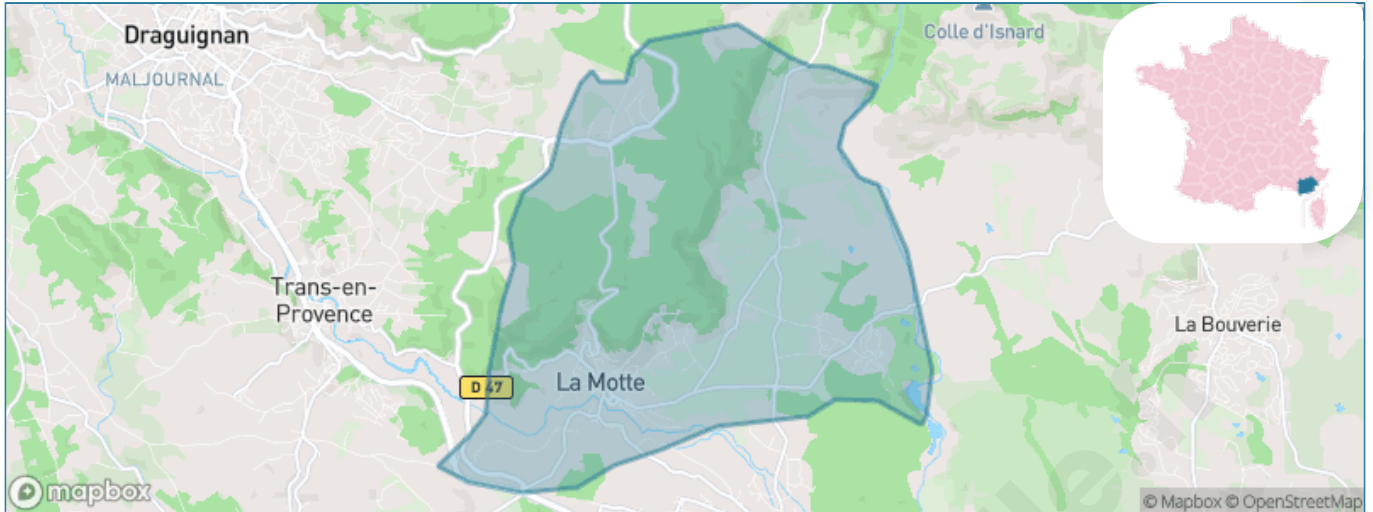 Draguignan
MALJOURNAL
Colle d'Isnard
Trans-en-
Provence
La Bouverie
D 47
La Motte
mapbox
© Mapbox © OpenStreetMap